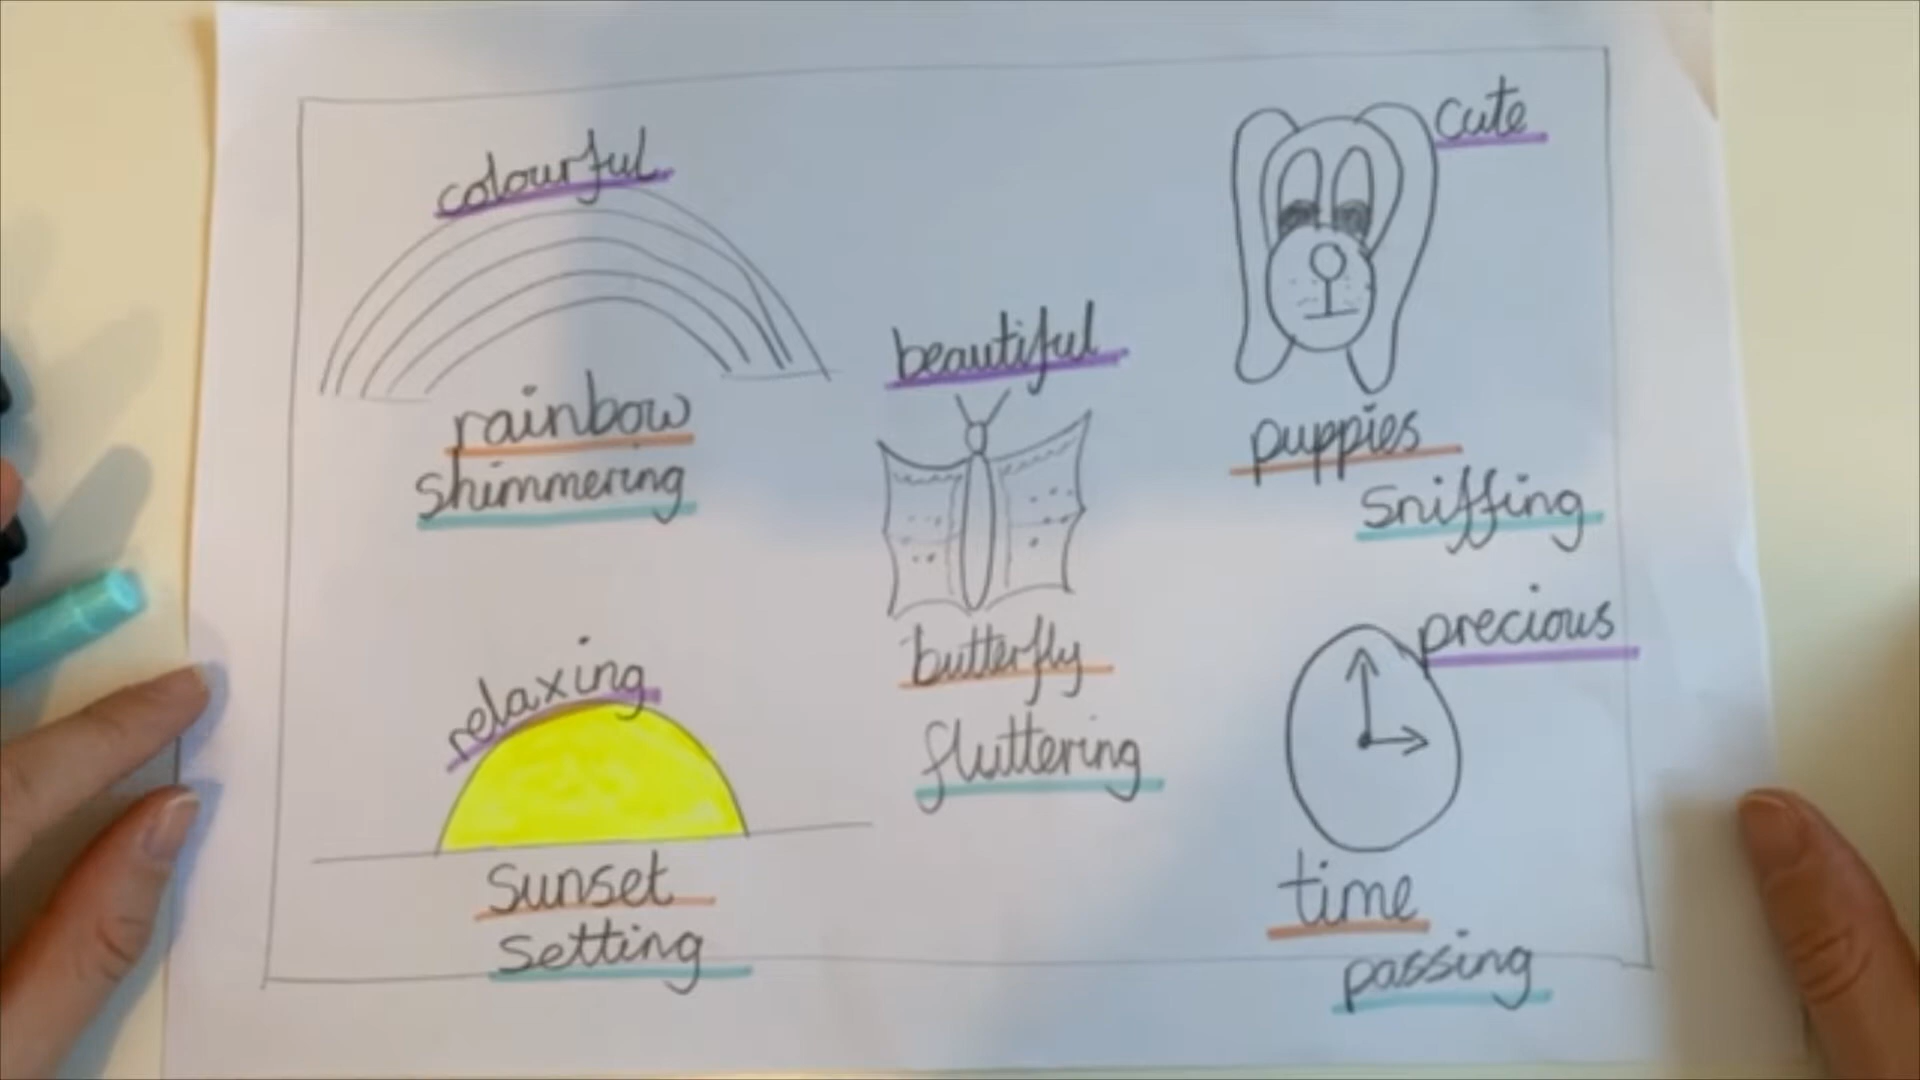 colourful
rainbow
shimmering
beautiful
butterfly
fluttering
cute
puppies
Sniffing
relaxing
Sunset
Setting
precious
time
passing